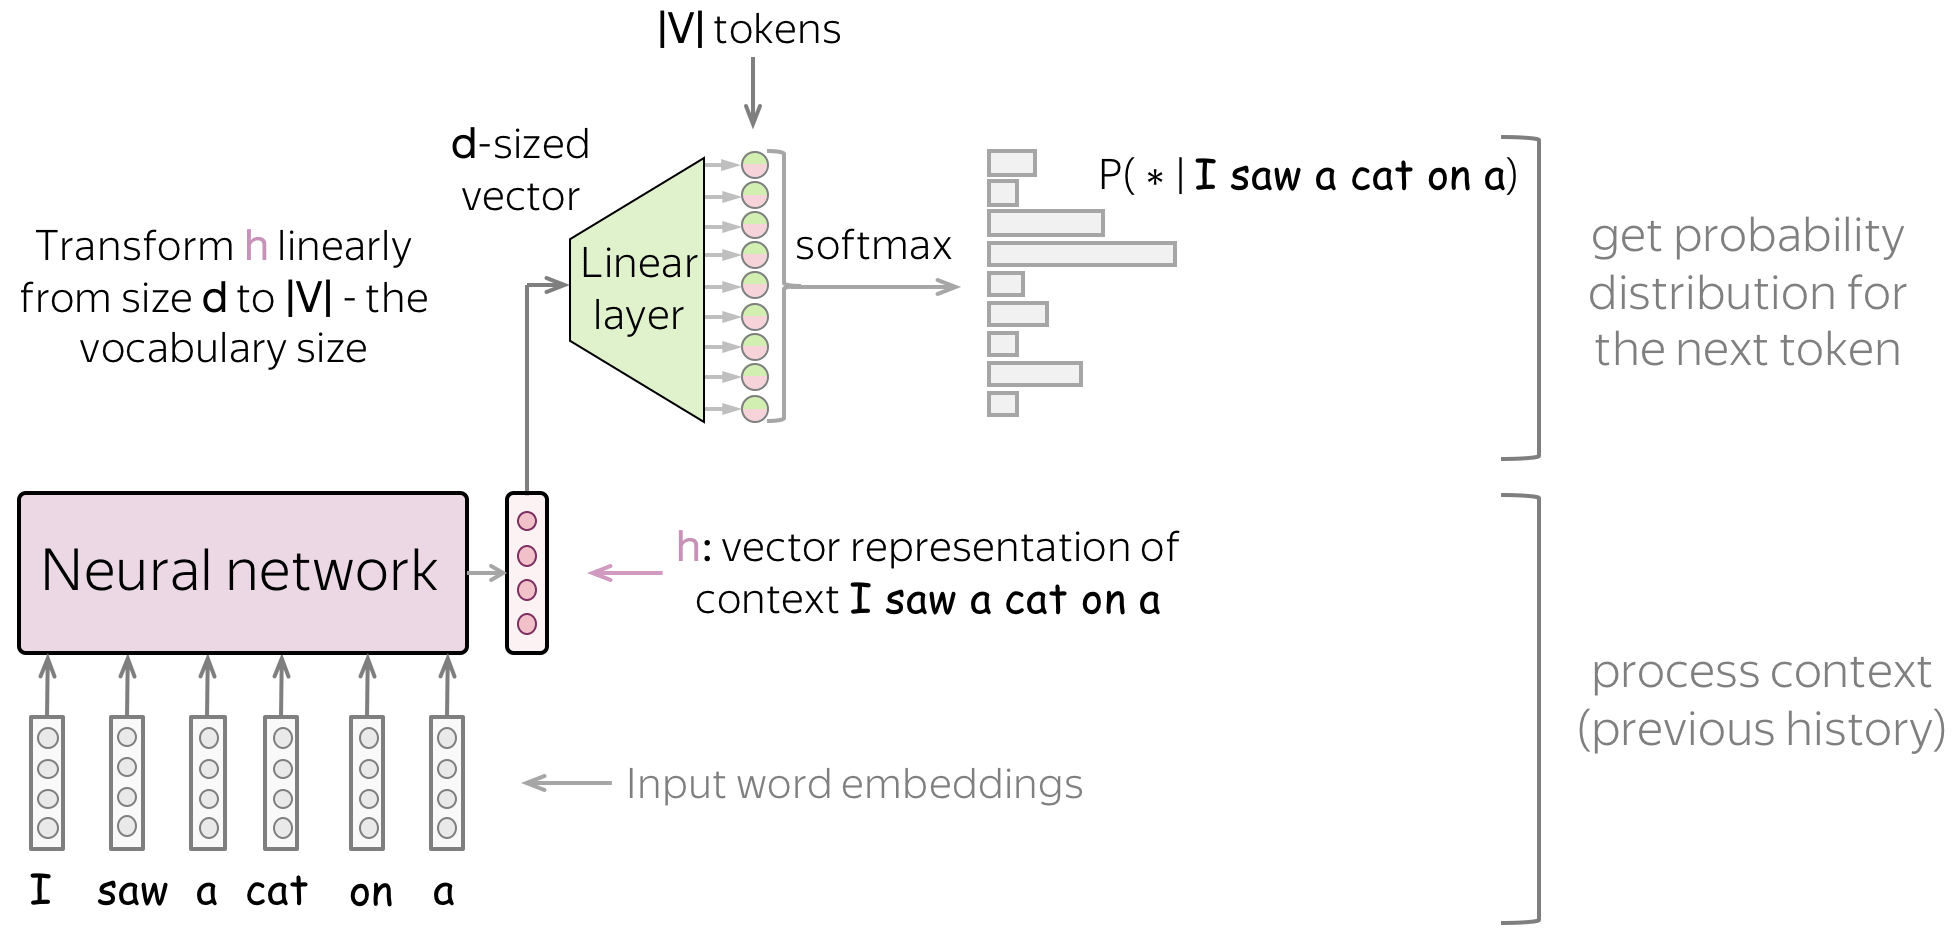 |V| tokens
d-sized
vector
Transform h linearly
from size d to |V| - the
vocabulary size
Linear
layer
softmax
P( * | I saw a cat on a)
get probability
distribution for
the next token
Neural network
h: vector representation of
context I saw a cat on a
process context
(previous history)
Input word embeddings
I saw a cat on a